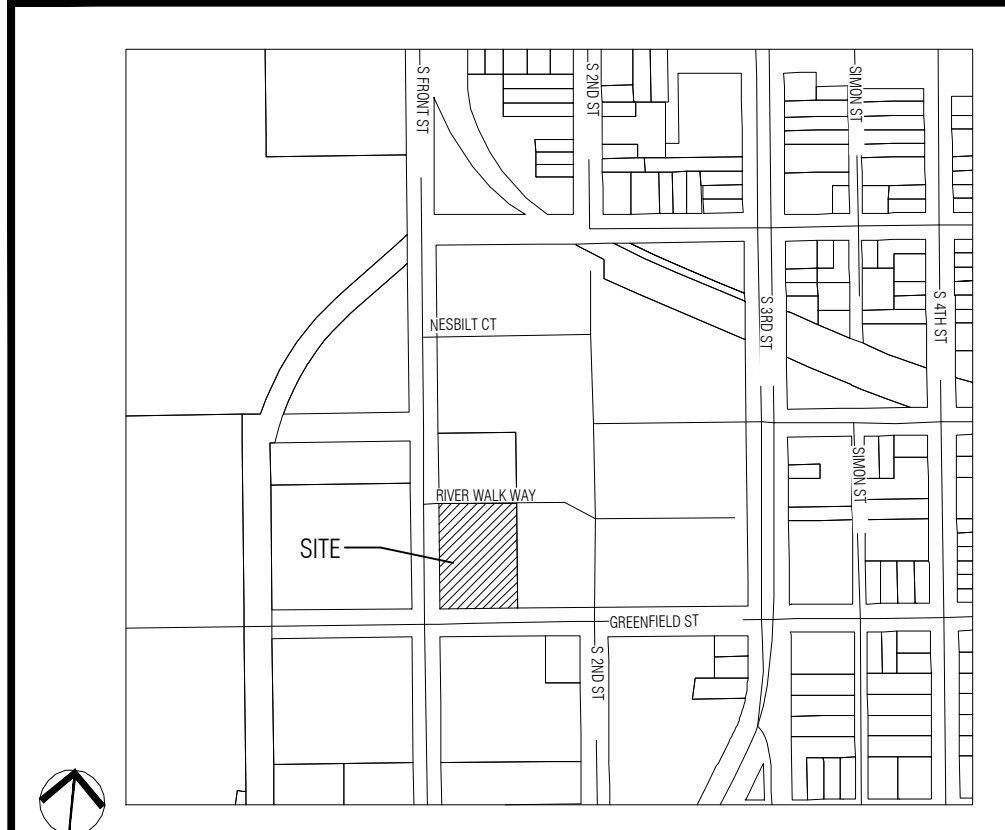 S FRONT ST
S 2ND ST
SIMON ST
S 3RD ST
S 4TH ST
NESBILT CT
SIMON ST
RIVER WALK WAY
SITE
GREENFIELD ST
S 2ND ST